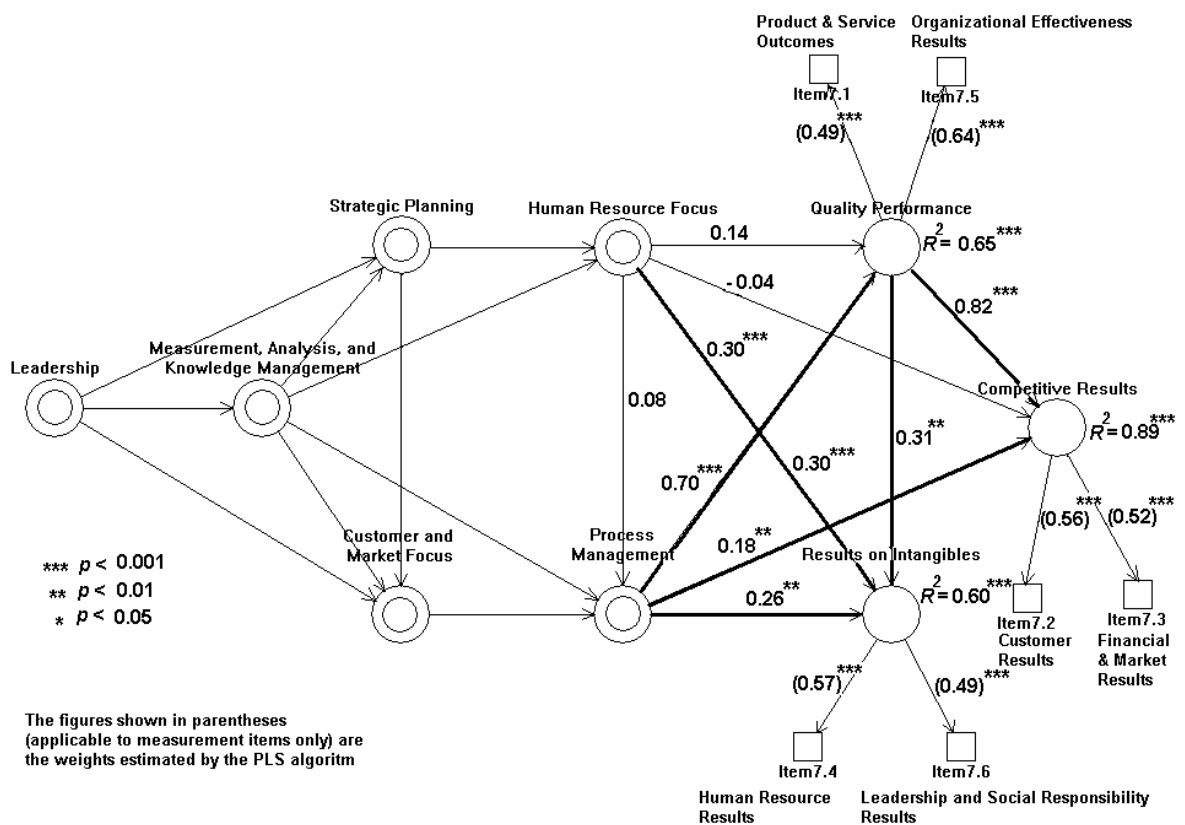 Product & Service
Outcomes
Organizational Effectiveness
Results
Item7.1
Item7.5
(0.49)***
(0.64)***
Strategic Planning
Human Resource Focus
Quality Performance
0.14
R² = 0.65***
- 0.04
0.82***
Measurement, Analysis, and
Knowledge Management
Leadership
0.30***
Competitive Results
0.08
R² = 0.89***
0.31**
0.30***
0.70***
(0.56)***
(0.52)***
Customer and
Market Focus
Process
Management
0.18**
Results on Intangibles
*** p < 0.001
** p < 0.01
* p < 0.05
0.26**
R² = 0.60***
Item7.2
Customer
Results
Item7.3
Financial
& Market
Results
(0.57)***
(0.49)***
The figures shown in parentheses
(applicable to measurement items only) are
the weights estimated by the PLS algoritm
Item7.4
Item7.6
Human Resource
Results
Leadership and Social Responsibility
Results